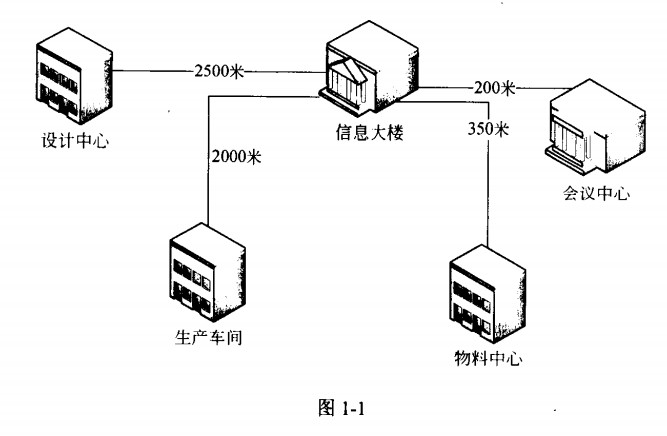 2500米
200米
设计中心
信息大楼
350米
2000米
会议中心
生产车间
物料中心
图 1-1